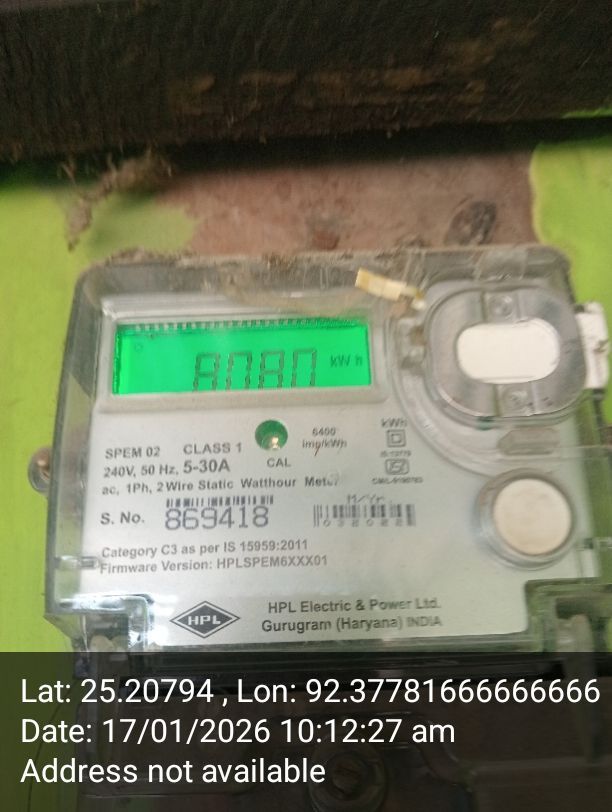 8080 kWh
SPEM 02 CLASS 1
6400 imp/kWh
240V, 50 Hz, 5-30A
CAL
kWh
ac, 1Ph, 2 Wire Static Watthour Meter
M/Yr
S. No. 869418
032022
Category C3 as per IS 15959:2011
Firmware Version: HPLSPEM6XXX01
HPL
HPL Electric & Power Ltd.
Gurugram (Haryana) INDIA
Lat: 25.20794 , Lon: 92.37781666666666
Date: 17/01/2026 10:12:27 am
Address not available